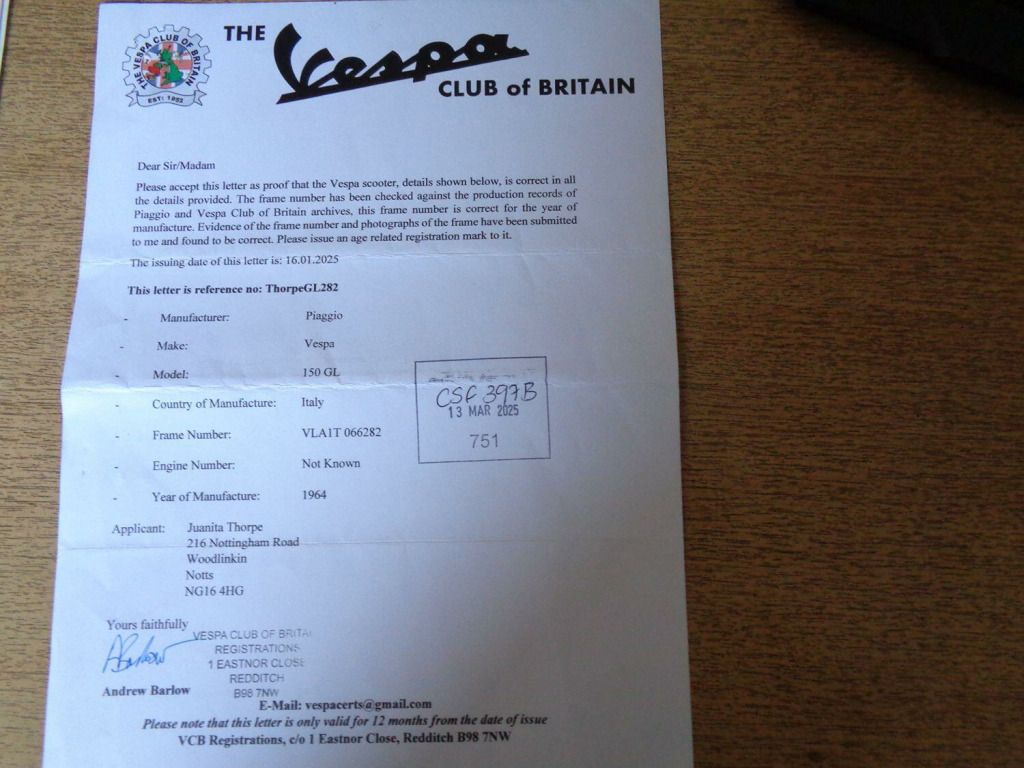 THE Vespa
CLUB of BRITAIN
THE VESPA CLUB OF BRITAIN
EST: 1952
Dear Sir/Madam
Please accept this letter as proof that the Vespa scooter, details shown below, is correct in all
the details provided. The frame number has been checked against the production records of
Piaggio and Vespa Club of Britain archives, this frame number is correct for the year of
manufacture. Evidence of the frame number and photographs of the frame have been submitted
to me and found to be correct. Please issue an age related registration mark to it.
The issuing date of this letter is: 16.01.2025
This letter is reference no: ThorpeGL282
- Manufacturer: Piaggio
- Make: Vespa
- Model: 150 GL
- Country of Manufacture: Italy
- Frame Number: VLA1T 066282
- Engine Number: Not Known
- Year of Manufacture: 1964
CSF 397B
13 MAR 2025
751
Applicant: Juanita Thorpe
216 Nottingham Road
Woodlinkin
Notts
NG16 4HG
Yours faithfully
ABarlow
VESPA CLUB OF BRITAI
REGISTRATIONS
1 EASTNOR CLOSE
REDDITCH
B98 7NW
Andrew Barlow
E-Mail: vespacerts@gmail.com
Please note that this letter is only valid for 12 months from the date of issue
VCB Registrations, c/o 1 Eastnor Close, Redditch B98 7NW